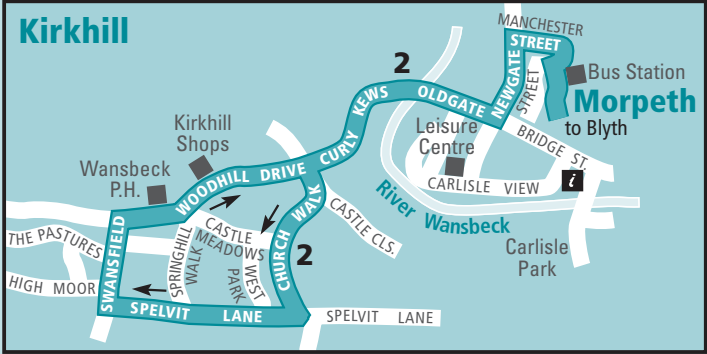 Kirkhill
MANCHESTER
STREET
2
Bus Station
Morpeth
to Blyth
NEWGATE
STREET
KEWS
OLDGATE
CURLY
Kirkhill
Shops
Leisure
Centre
BRIDGE ST.
Wansbeck
P.H.
WOODHILL DRIVE
CARLISLE VIEW
i
River Wansbeck
CASTLE CLS.
CHURCH WALK
2
Carlisle
Park
THE PASTURES
SWANSFIELD
CASTLE
MEADOWS
SPRINGHILL
WALK
WEST
PARK
HIGH MOOR
SPELVIT LANE
SPELVIT LANE